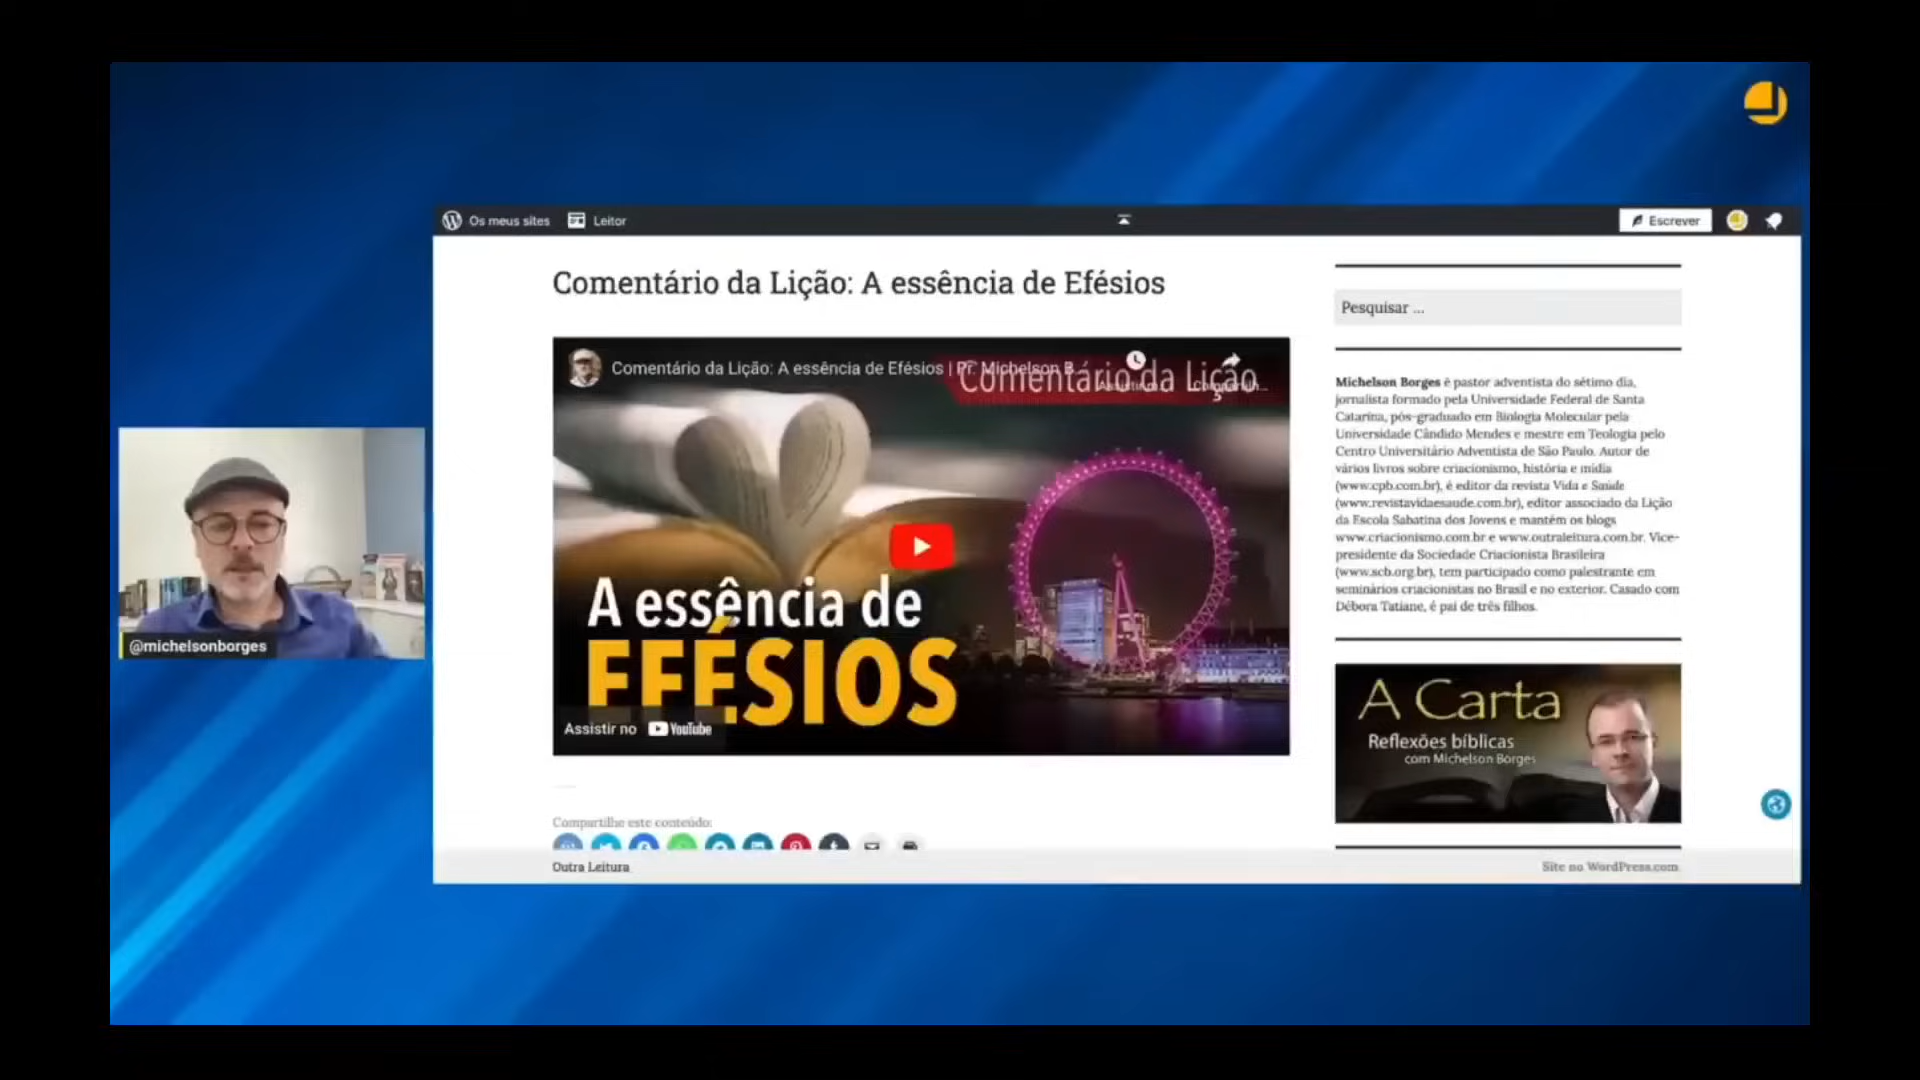 Os meus sites
Leitor
Escrever
Comentário da Lição: A essência de Efésios
Comentário da Lição: A essência de Efésios | Pr. Michelson B...
Comentário da Lição
A essência de
EFÉSIOS
Assistir no YouTube
Compartilhe este conteúdo:
Outra Leitura
Site no WordPress.com
Pesquisar ...
Michelson Borges é pastor adventista do sétimo dia,
jornalista formado pela Universidade Federal de Santa
Catarina, pós-graduado em Biologia Molecular pela
Universidade Cândido Mendes e mestre em Teologia pelo
Centro Universitário Adventista de São Paulo. Autor de
vários livros sobre criacionismo, história e mídia
(www.cpb.com.br), é editor da revista Vida e Saúde
(www.revistavidaesaude.com.br), editor associado da Lição
da Escola Sabatina dos Jovens e mantém os blogs
www.criacionismo.com.br e www.outraleitura.com.br. Vice-
presidente da Sociedade Criacionista Brasileira
(www.scb.org.br), tem participado como palestrante em
seminários criacionistas no Brasil e no exterior. Casado com
Débora Tatiane, é pai de três filhos.
A Carta
Reflexões bíblicas
com Michelson Borges
@michelsonborges